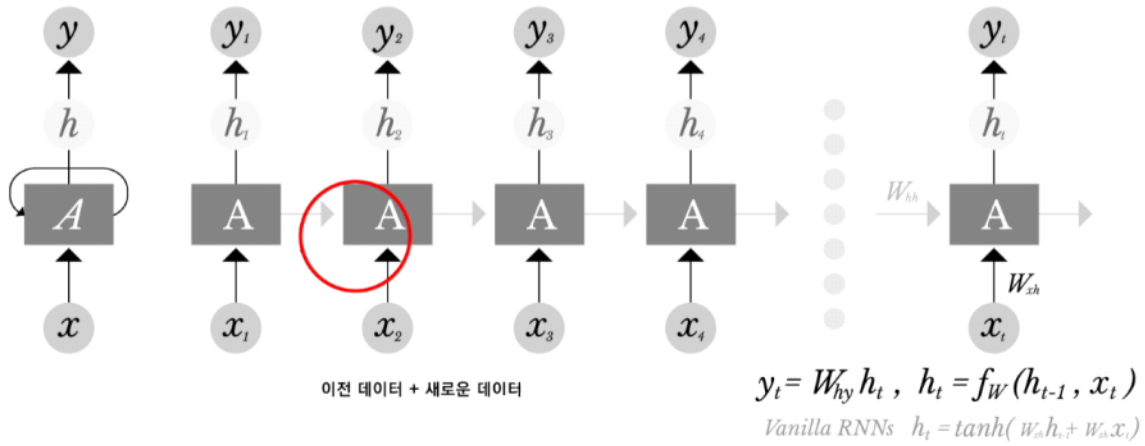 y y₁ y₂ y₃ y₄ yₜ
h h₁ h₂ h₃ h₄ hₜ
A A A A A Wₕₕ A
Wₓₕ
x x₁ x₂ x₃ x₄ xₜ
이전 데이터 + 새로운 데이터
yₜ = W_hy hₜ , hₜ = f_W (hₜ₋₁ , xₜ)
Vanilla RNNs hₜ = tanh(